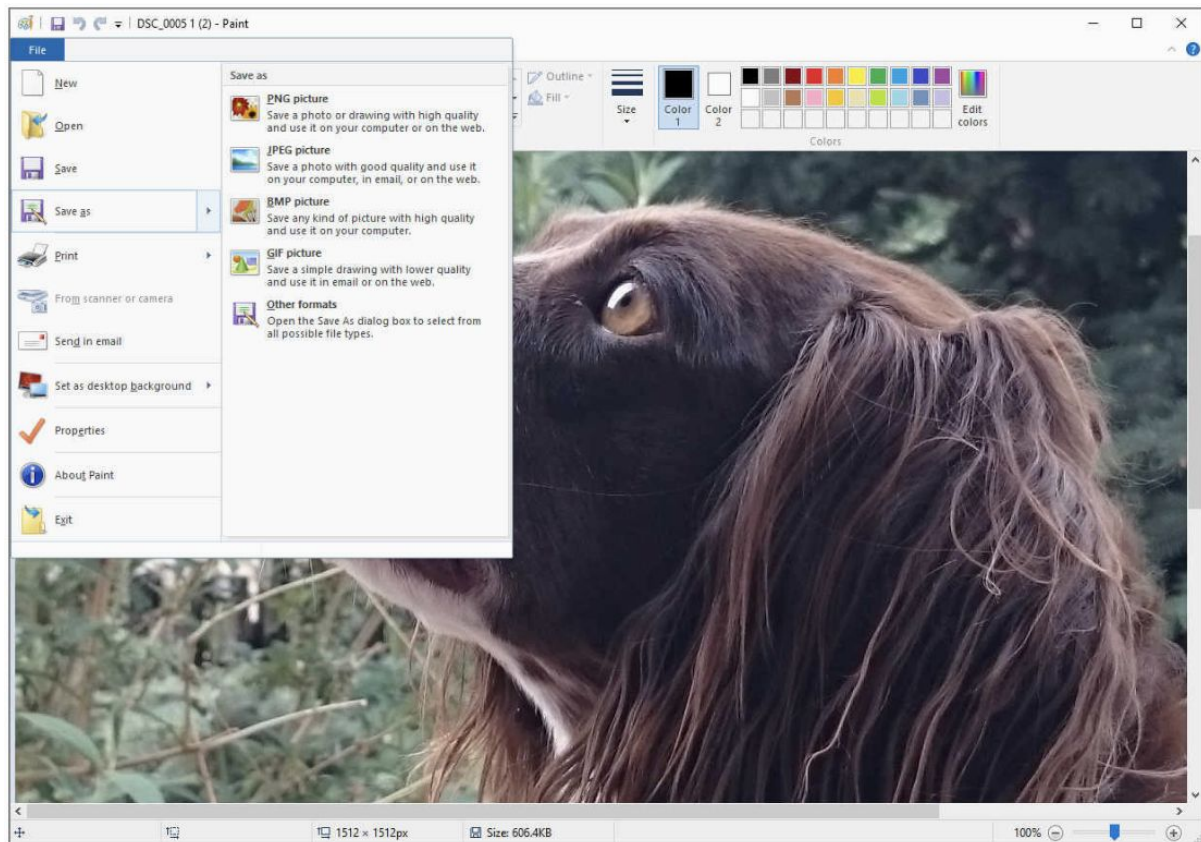 DSC_0005 1 (2) - Paint
File
New
Open
Save
Save as
Print
From scanner or camera
Send in email
Set as desktop background
Properties
About Paint
Exit
Save as
PNG picture
Save a photo or drawing with high quality
and use it on your computer or on the web.
JPEG picture
Save a photo with good quality and use it
on your computer, in email, or on the web.
BMP picture
Save any kind of picture with high quality
and use it on your computer.
GIF picture
Save a simple drawing with lower quality
and use it in email or on the web.
Other formats
Open the Save As dialog box to select from
all possible file types.
Outline
Fill
Size
Color
1
Color
2
Edit
colors
Colors
1512 × 1512px
Size: 606.4KB
100%